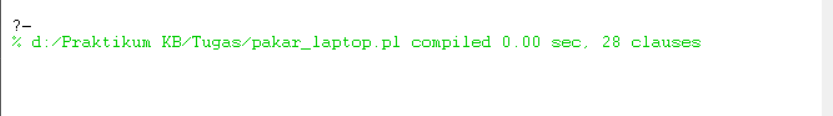 ?-
% d:/Praktikum KB/Tugas/pakar_laptop.pl compiled 0.00 sec, 28 clauses